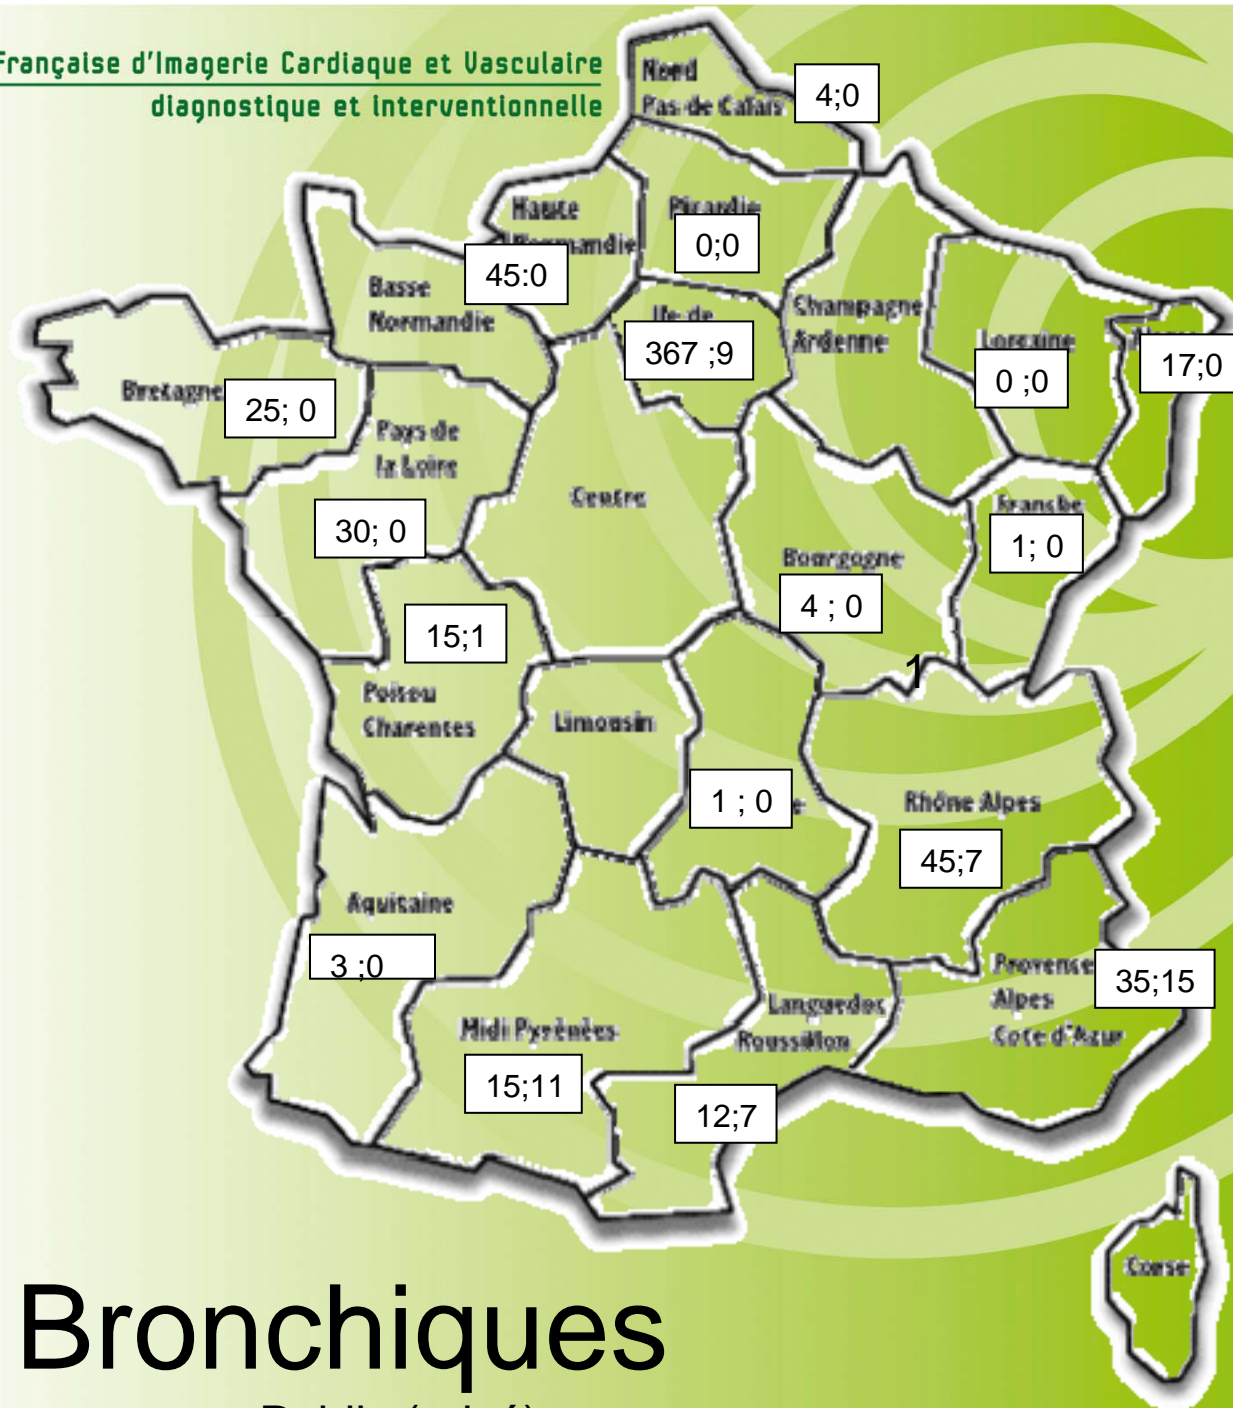 Française d'Imagerie Cardiaque et Vasculaire
diagnostique et interventionnelle
Nord
Pas de Calais
4;0
Haute
Normandie
Picardie
0;0
45:0
Basse
Normandie
Ile de
367 ;9
Champagne
Ardenne
Lorraine
0 ;0
17;0
Bretagne
25; 0
Pays de
la Loire
30; 0
Centre
Franche
1; 0
Bourgogne
4 ; 0
1
15;1
Poitou
Charentes
Limousin
1 ; 0
e
Rhône Alpes
45;7
Aquitaine
3 ;0
Provence
Alpes
Cote d'Azur
35;15
Languedoc
Roussillon
Midi Pyrénées
15;11
12;7
Corse
Bronchiques